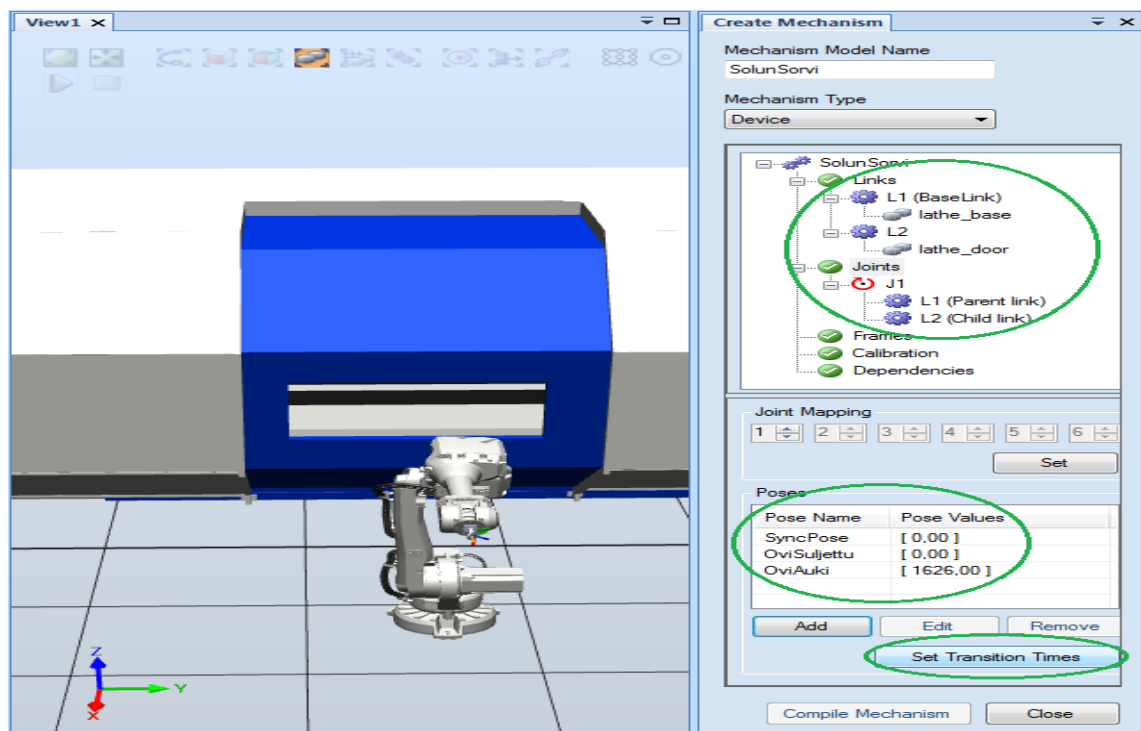 View1
Create Mechanism
Mechanism Model Name
SolunSorvi
Mechanism Type
Device
SolunSorvi
Links
L1 (BaseLink)
lathe_base
L2
lathe_door
Joints
J1
L1 (Parent link)
L2 (Child link)
Frames
Calibration
Dependencies
Joint Mapping
1 2 3 4 5 6
Set
Poses
Pose Name Pose Values
SyncPose [ 0.00 ]
OviSuljettu [ 0.00 ]
OviAuki [ 1626,00 ]
Add Edit Remove
Set Transition Times
Compile Mechanism Close
Z
Y
X